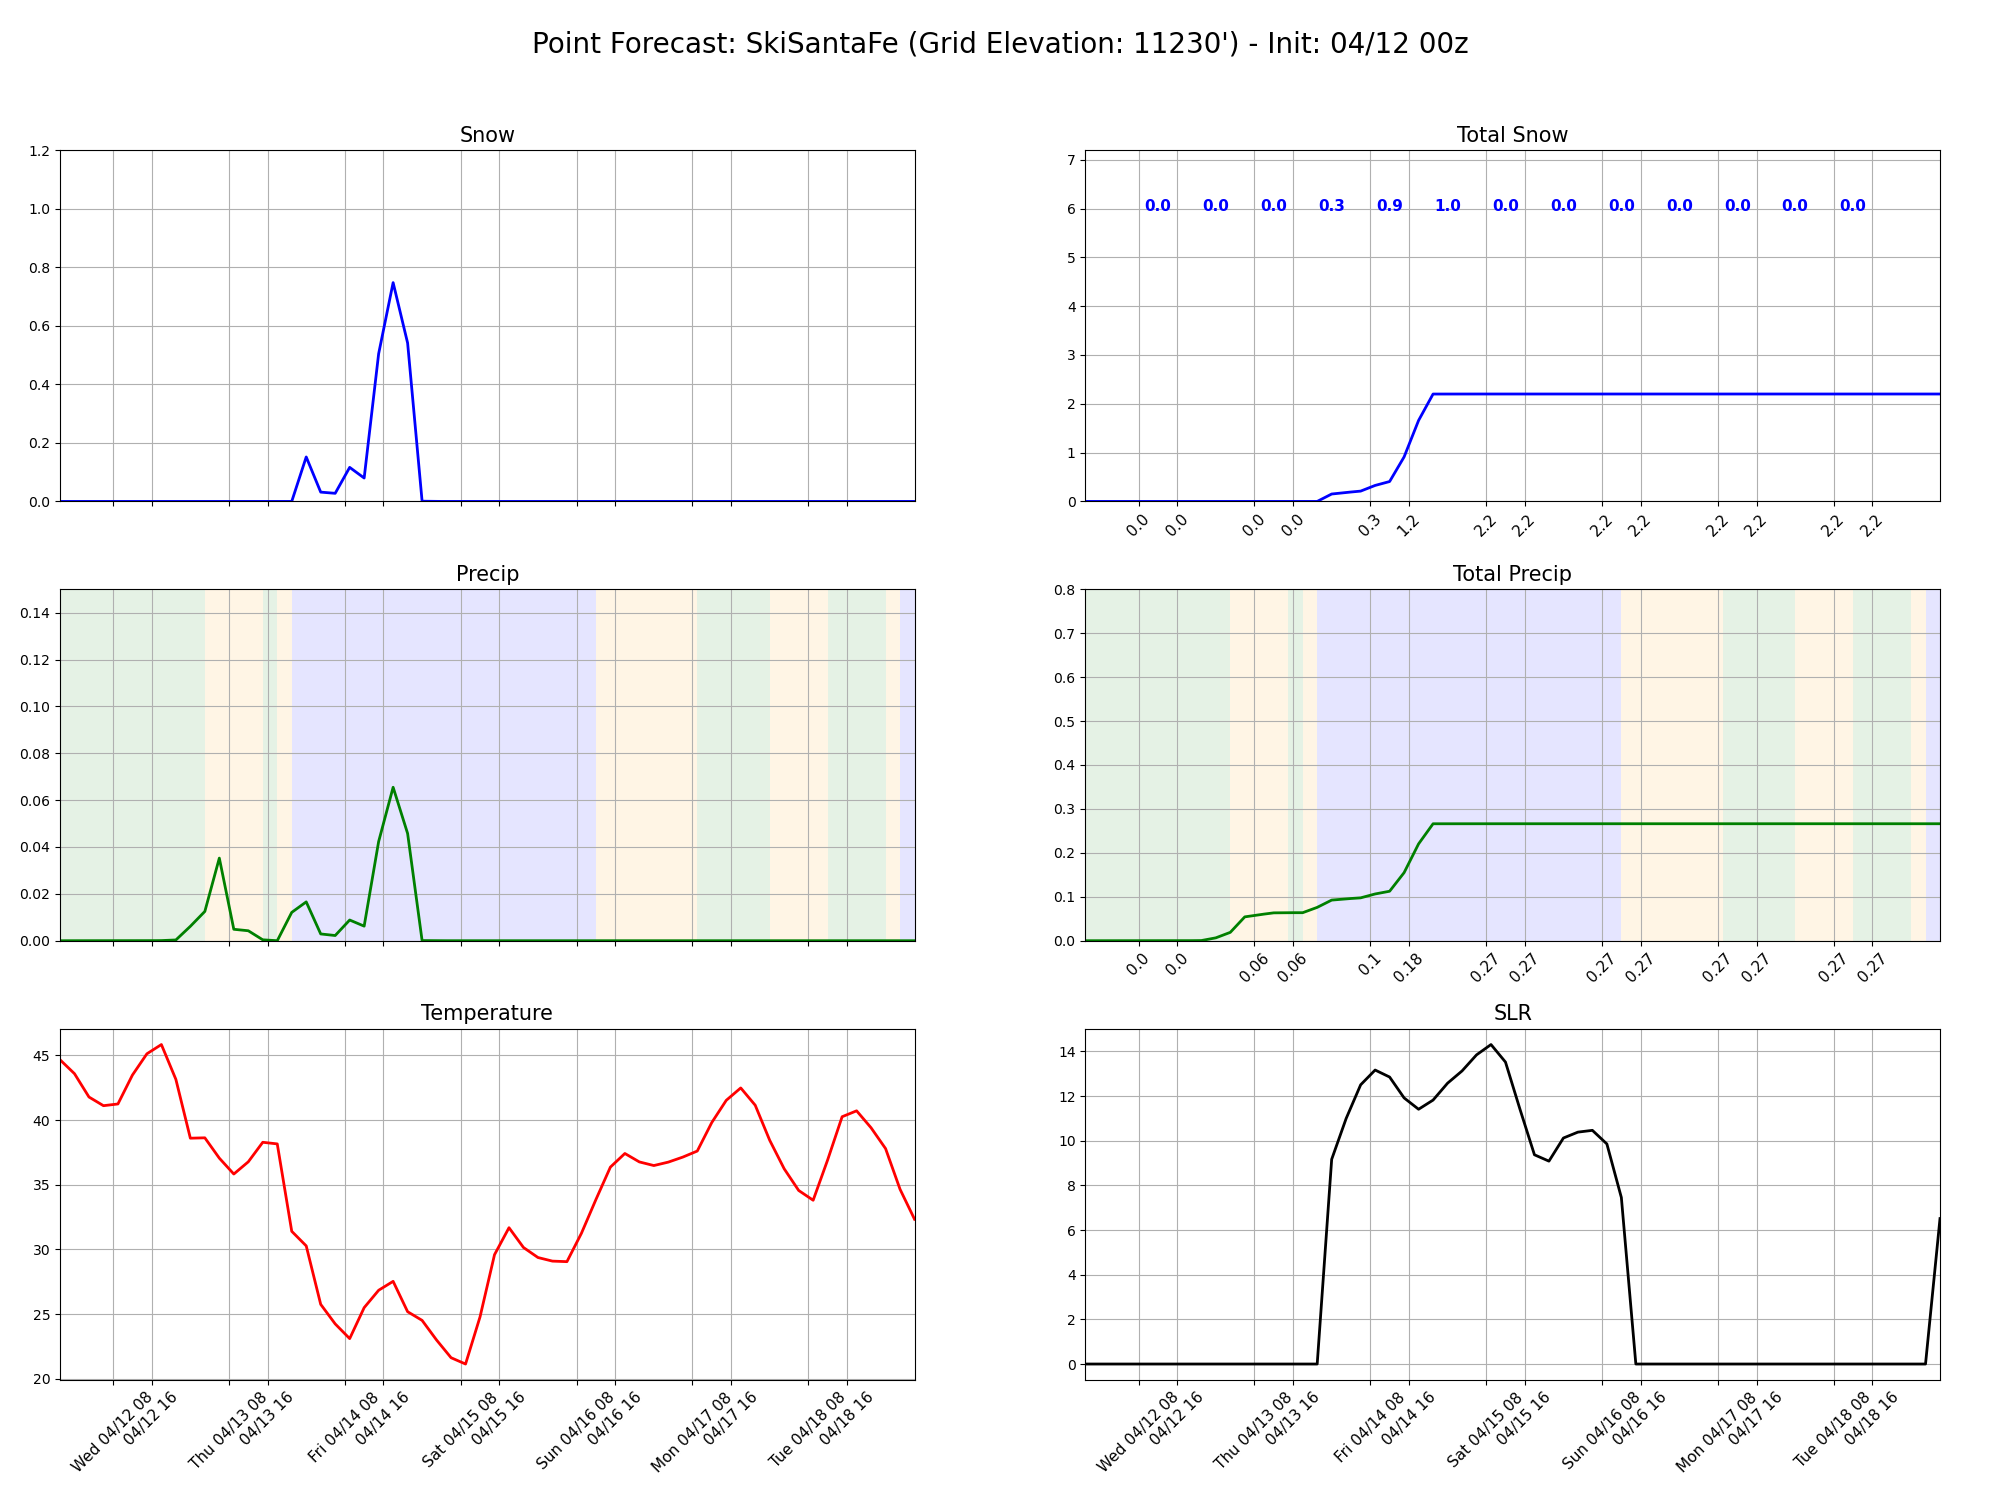 Point Forecast: SkiSantaFe (Grid Elevation: 11230') - Init: 04/12 00z
Snow
1.2
1.0
0.8
0.6
0.4
0.2
0.0
Total Snow
7
6
5
4
3
2
1
0
0.0 0.0 0.0 0.3 0.9 1.0 0.0 0.0 0.0 0.0 0.0 0.0 0.0
0.0 0.0 0.0 0.0 0.3 1.2 2.2 2.2 2.2 2.2 2.2 2.2 2.2 2.2
Precip
0.14
0.12
0.10
0.08
0.06
0.04
0.02
0.00
Total Precip
0.8
0.7
0.6
0.5
0.4
0.3
0.2
0.1
0.0
0.0 0.0 0.06 0.06 0.1 0.18 0.27 0.27 0.27 0.27 0.27 0.27 0.27 0.27
Temperature
45
40
35
30
25
20
Wed 04/12 08
04/12 16
Thu 04/13 08
04/13 16
Fri 04/14 08
04/14 16
Sat 04/15 08
04/15 16
Sun 04/16 08
04/16 16
Mon 04/17 08
04/17 16
Tue 04/18 08
04/18 16
SLR
14
12
10
8
6
4
2
0
Wed 04/12 08
04/12 16
Thu 04/13 08
04/13 16
Fri 04/14 08
04/14 16
Sat 04/15 08
04/15 16
Sun 04/16 08
04/16 16
Mon 04/17 08
04/17 16
Tue 04/18 08
04/18 16